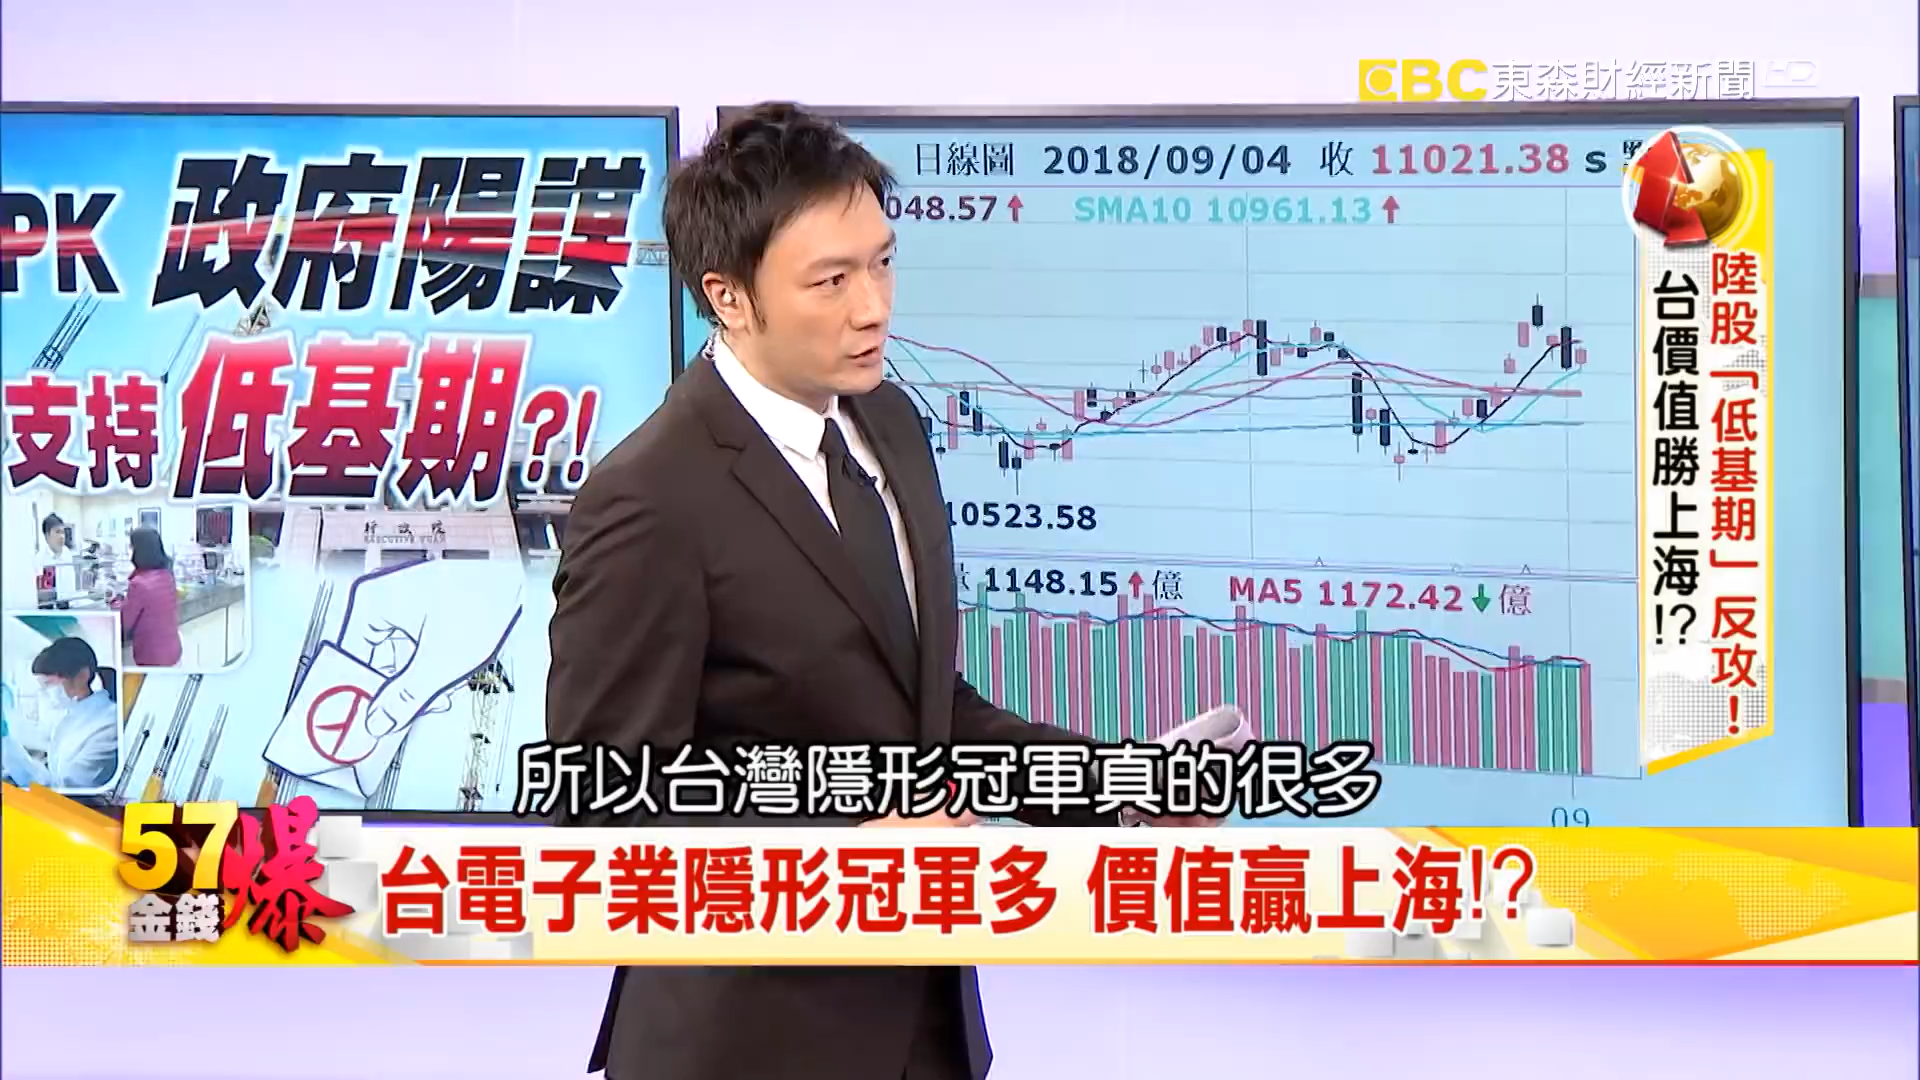 EBC東森財經新聞HD
PK 政府陽謀
支持低基期?!
行政院
EXECUTIVE YUAN
日線圖 2018/09/04 收 11021.38 s
048.57↑ SMA10 10961.13↑
10523.58
量 1148.15↑億 MA5 1172.42↓億
09
陸股「低基期」反攻!
台價值勝上海!?
所以台灣隱形冠軍真的很多
57金錢爆
台電子業隱形冠軍多 價值贏上海!?